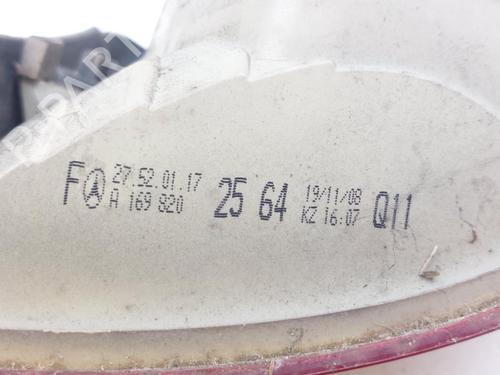 F 27.52.01.17 25 64 19/11/08 Q11
A 169 820 KZ 16:07